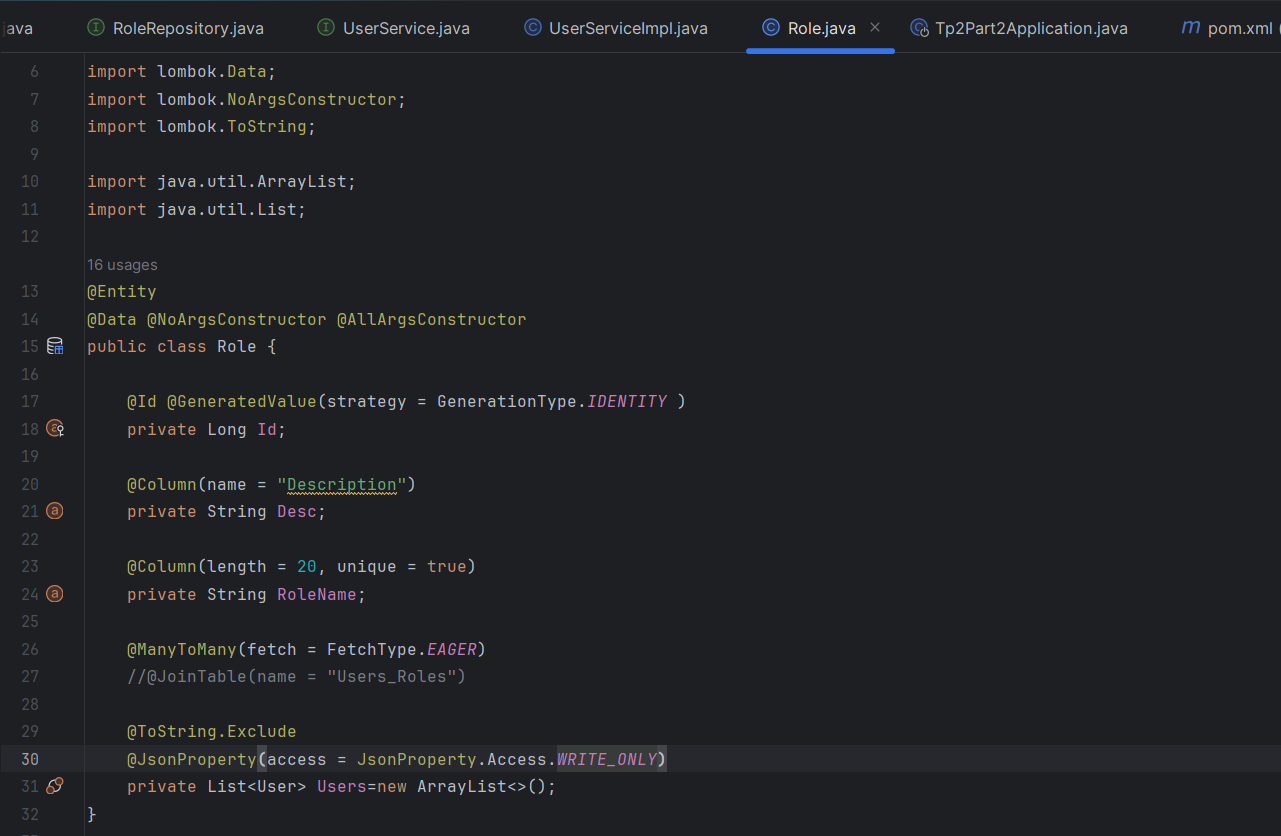 java RoleRepository.java UserService.java UserServiceImpl.java Role.java Tp2Part2Application.java m pom.xml (
6 import lombok.Data;
7 import lombok.NoArgsConstructor;
8 import lombok.ToString;
9
10 import java.util.ArrayList;
11 import java.util.List;
12
16 usages
13 @Entity
14 @Data @NoArgsConstructor @AllArgsConstructor
15 public class Role {
16
17 @Id @GeneratedValue(strategy = GenerationType.IDENTITY )
18 private Long Id;
19
20 @Column(name = "Description")
21 private String Desc;
22
23 @Column(length = 20, unique = true)
24 private String RoleName;
25
26 @ManyToMany(fetch = FetchType.EAGER)
27 //@JoinTable(name = "Users_Roles")
28
29 @ToString.Exclude
30 @JsonProperty(access = JsonProperty.Access.WRITE_ONLY)
31 private List<User> Users=new ArrayList<>();
32 }